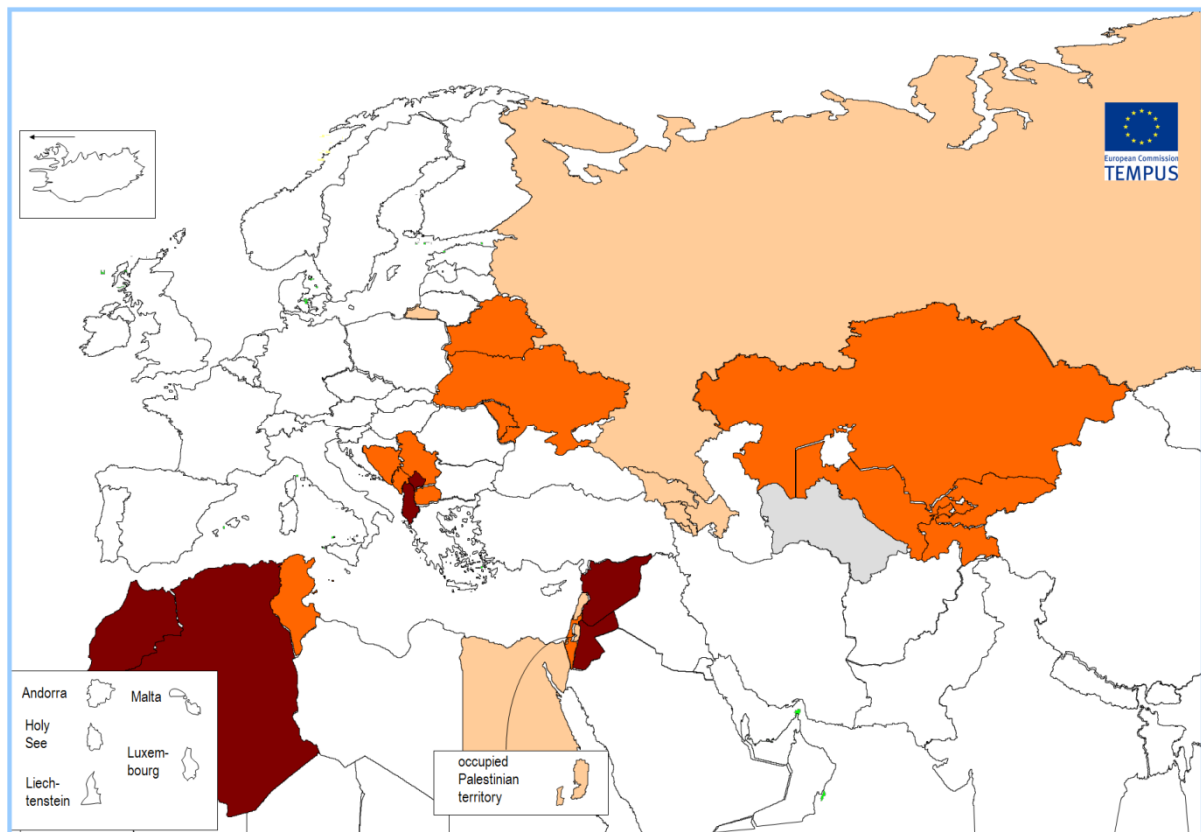 European Commission
TEMPUS
Andorra
Malta
Holy
See
Luxem-
bourg
Liech-
tenstein
occupied
Palestinian
territory